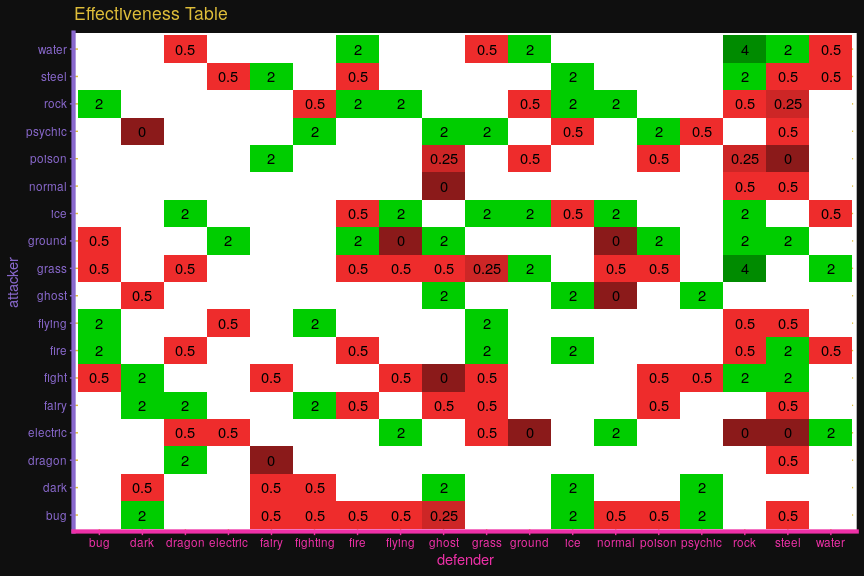 Effectiveness Table
water 0.5 2 0.5 2 4 2 0.5
steel 0.5 2 0.5 2 2 0.5 0.5
rock 2 0.5 2 2 0.5 2 2 0.5 0.25
psychic 0 2 2 2 0.5 2 0.5 0.5
poison 2 0.25 0.5 0.5 0.25 0
normal 0 0.5 0.5
ice 2 0.5 2 2 2 0.5 2 2 0.5
ground 0.5 2 2 0 2 0 2 2 2
grass 0.5 0.5 0.5 0.5 0.5 0.25 2 0.5 0.5 4 2
ghost 0.5 2 2 0 2
flying 2 0.5 2 2 0.5 0.5
fire 2 0.5 0.5 2 2 0.5 2 0.5
fight 0.5 2 0.5 0.5 0 0.5 0.5 0.5 2 2
fairy 2 2 2 0.5 0.5 0.5 0.5 0.5
electric 0.5 0.5 2 0.5 0 2 0 0 2
dragon 2 0 0.5
dark 0.5 0.5 0.5 2 2 2
bug 2 0.5 0.5 0.5 0.5 0.25 2 0.5 0.5 2 0.5
bug dark dragon electric fairy fighting fire flying ghost grass ground ice normal poison psychic rock steel water
defender
attacker